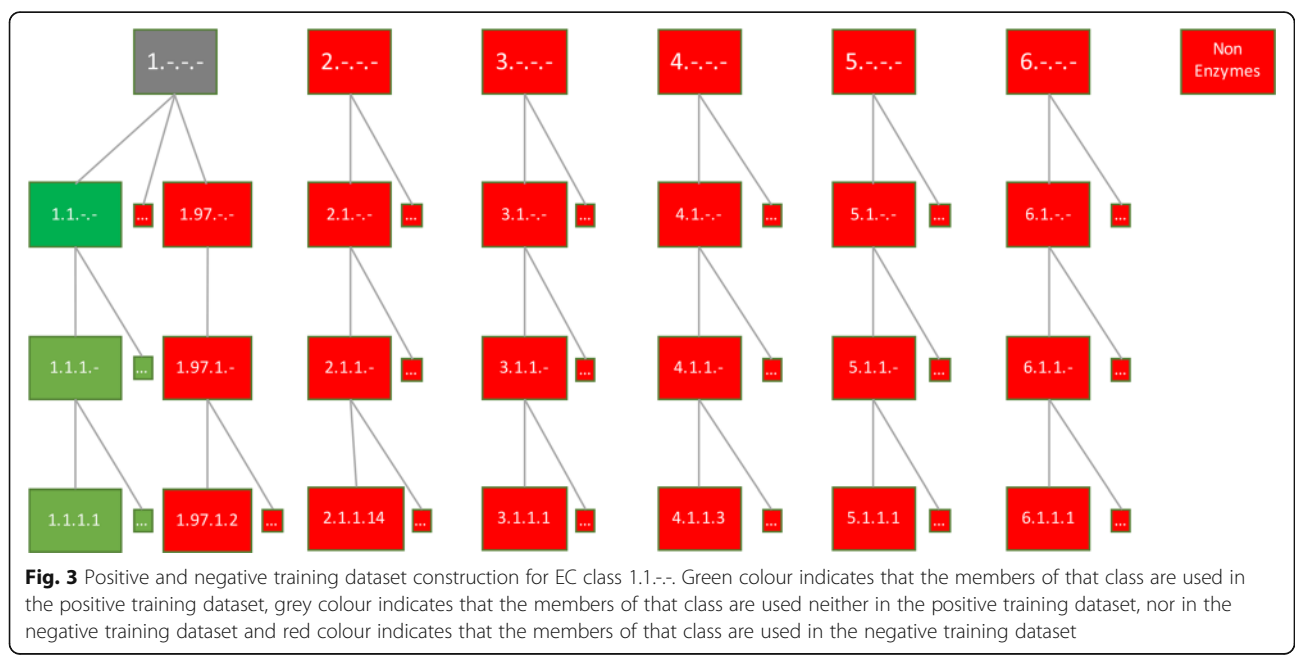 1.-.-.- 2.-.-.- 3.-.-.- 4.-.-.- 5.-.-.- 6.-.-.- Non
Enzymes
1.1.-.- ... 1.97.-.- 2.1.-.- ... 3.1.-.- ... 4.1.-.- ... 5.1.-.- ... 6.1.-.- ...
1.1.1.- ... 1.97.1.- 2.1.1.- ... 3.1.1.- ... 4.1.1.- ... 5.1.1.- ... 6.1.1.- ...
1.1.1.1 ... 1.97.1.2 ... 2.1.1.14 ... 3.1.1.1 ... 4.1.1.3 ... 5.1.1.1 ... 6.1.1.1 ...
Fig. 3 Positive and negative training dataset construction for EC class 1.1.-.-. Green colour indicates that the members of that class are used in
the positive training dataset, grey colour indicates that the members of that class are used neither in the positive training dataset, nor in the
negative training dataset and red colour indicates that the members of that class are used in the negative training dataset